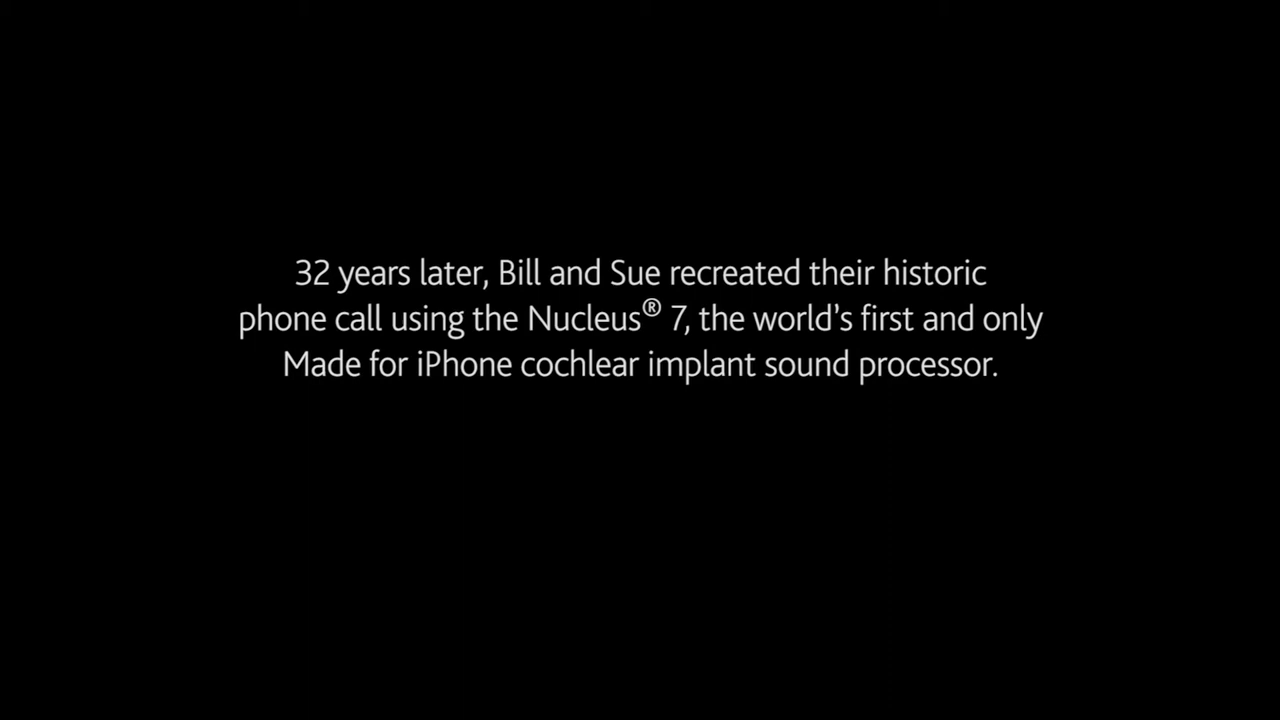 32 years later, Bill and Sue recreated their historic
phone call using the Nucleus® 7, the world’s first and only
Made for iPhone cochlear implant sound processor.